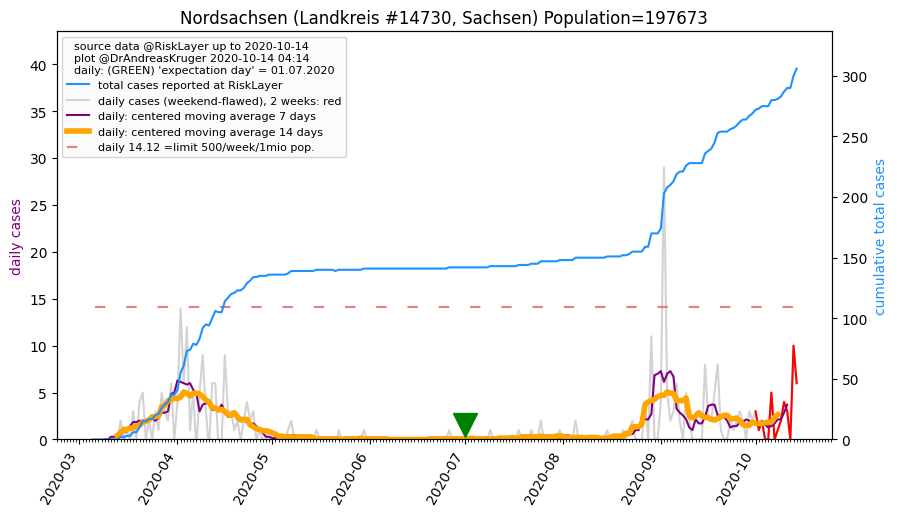 Nordsachsen (Landkreis #14730, Sachsen) Population=197673
source data @RiskLayer up to 2020-10-14
plot @DrAndreasKruger 2020-10-14 04:14
daily: (GREEN) 'expectation day' = 01.07.2020
total cases reported at RiskLayer
daily cases (weekend-flawed), 2 weeks: red
daily: centered moving average 7 days
daily: centered moving average 14 days
daily 14.12 =limit 500/week/1mio pop.
daily cases
40
35
30
25
20
15
10
5
0
300
250
200
150
100
50
0
cumulative total cases
2020-03
2020-04
2020-05
2020-06
2020-07
2020-08
2020-09
2020-10